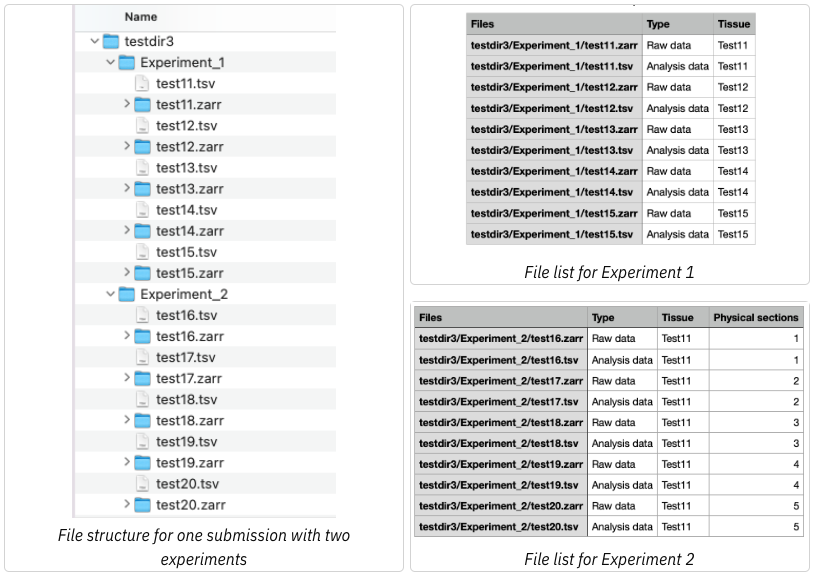 Name
testdir3
Experiment_1
test11.tsv
test11.zarr
test12.tsv
test12.zarr
test13.tsv
test13.zarr
test14.tsv
test14.zarr
test15.tsv
test15.zarr
Experiment_2
test16.tsv
test16.zarr
test17.tsv
test17.zarr
test18.tsv
test18.zarr
test19.tsv
test19.zarr
test20.tsv
test20.zarr
File structure for one submission with two
experiments
Files Type Tissue
testdir3/Experiment_1/test11.zarr Raw data Test11
testdir3/Experiment_1/test11.tsv Analysis data Test11
testdir3/Experiment_1/test12.zarr Raw data Test12
testdir3/Experiment_1/test12.tsv Analysis data Test12
testdir3/Experiment_1/test13.zarr Raw data Test13
testdir3/Experiment_1/test13.tsv Analysis data Test13
testdir3/Experiment_1/test14.zarr Raw data Test14
testdir3/Experiment_1/test14.tsv Analysis data Test14
testdir3/Experiment_1/test15.zarr Raw data Test15
testdir3/Experiment_1/test15.tsv Analysis data Test15
File list for Experiment 1
Files Type Tissue Physical sections
testdir3/Experiment_2/test16.zarr Raw data Test11 1
testdir3/Experiment_2/test16.tsv Analysis data Test11 1
testdir3/Experiment_2/test17.zarr Raw data Test11 2
testdir3/Experiment_2/test17.tsv Analysis data Test11 2
testdir3/Experiment_2/test18.zarr Raw data Test11 3
testdir3/Experiment_2/test18.tsv Analysis data Test11 3
testdir3/Experiment_2/test19.zarr Raw data Test11 4
testdir3/Experiment_2/test19.tsv Analysis data Test11 4
testdir3/Experiment_2/test20.zarr Raw data Test11 5
testdir3/Experiment_2/test20.tsv Analysis data Test11 5
File list for Experiment 2